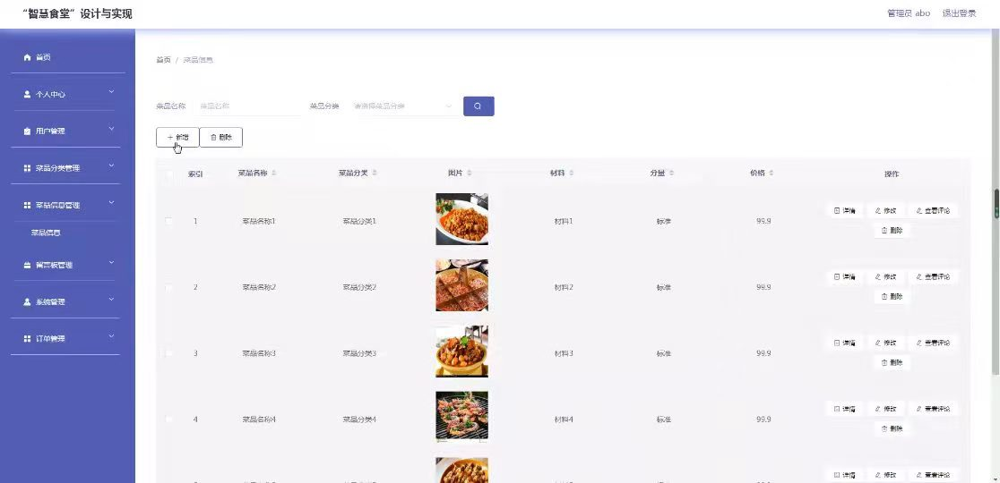 “智慧食堂”设计与实现
管理员 abo 退出登录
首页
个人中心
用户管理
菜品分类管理
菜品信息管理
菜品信息
留言板管理
系统管理
订单管理
首页 / 菜品信息
菜品名称 菜品名称 菜品分类 请选择菜品分类
+ 新增 删除
索引 菜品名称 菜品分类 图片 材料 分量 价格 操作
1 菜品名称1 菜品分类1 材料1 标准 99.9 详情 修改 查看评论
删除
2 菜品名称2 菜品分类2 材料2 标准 99.9 详情 修改 查看评论
删除
3 菜品名称3 菜品分类3 材料3 标准 99.9 详情 修改 查看评论
删除
4 菜品名称4 菜品分类4 材料4 标准 99.9 详情 修改 查看评论
删除
详情 修改 查看评论